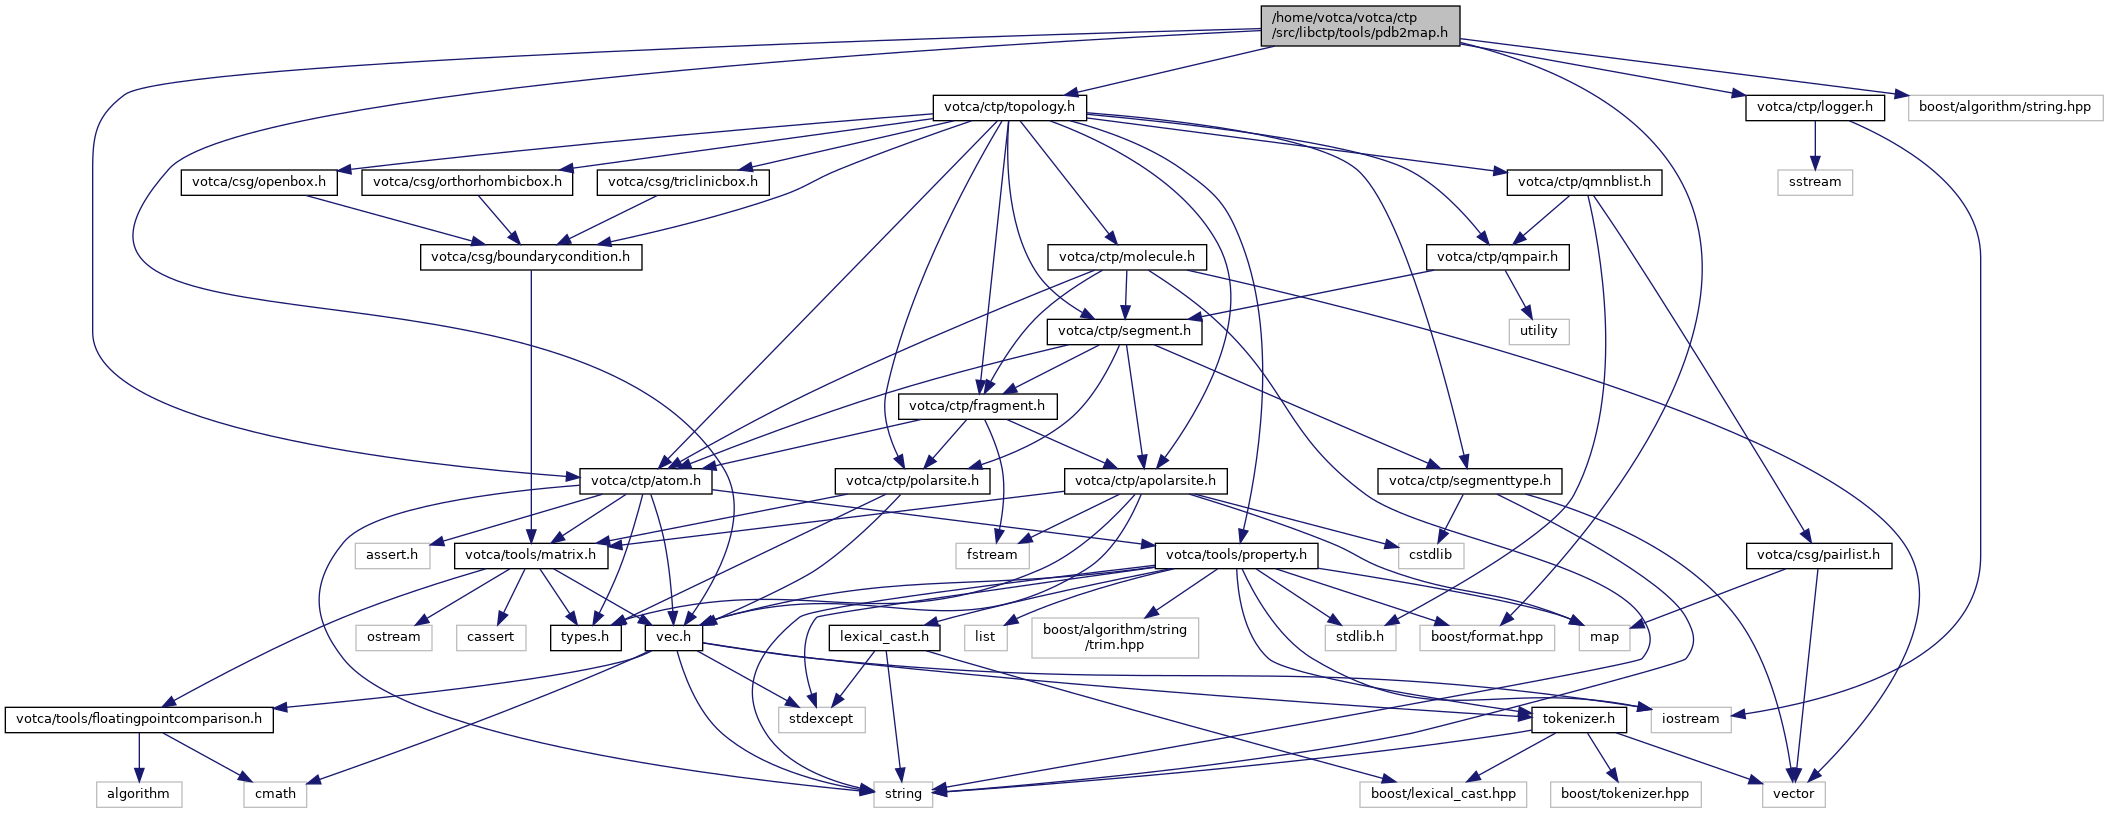 /home/votca/votca/ctp
/src/libctp/tools/pdb2map.h
votca/ctp/topology.h
votca/ctp/logger.h
boost/algorithm/string.hpp
votca/csg/openbox.h
votca/csg/orthorhombicbox.h
votca/csg/triclinicbox.h
votca/ctp/qmnblist.h
sstream
votca/csg/boundarycondition.h
votca/ctp/molecule.h
votca/ctp/qmpair.h
votca/ctp/segment.h
utility
votca/ctp/fragment.h
votca/ctp/atom.h
votca/ctp/polarsite.h
votca/ctp/apolarsite.h
votca/ctp/segmenttype.h
assert.h
votca/tools/matrix.h
fstream
votca/tools/property.h
cstdlib
votca/csg/pairlist.h
ostream
cassert
types.h
vec.h
lexical_cast.h
list
boost/algorithm/string
/trim.hpp
stdlib.h
boost/format.hpp
map
votca/tools/floatingpointcomparison.h
stdexcept
tokenizer.h
iostream
algorithm
cmath
string
boost/lexical_cast.hpp
boost/tokenizer.hpp
vector